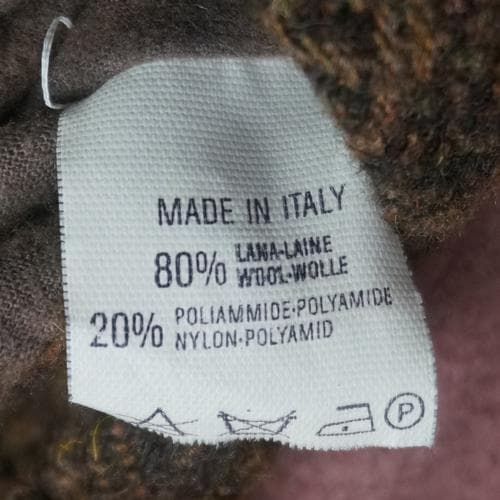 MADE IN ITALY
80% LANA-LAINE
WOOL-WOLLE
20% POLIAMMIDE·POLYAMIDE
NYLON·POLYAMID
P